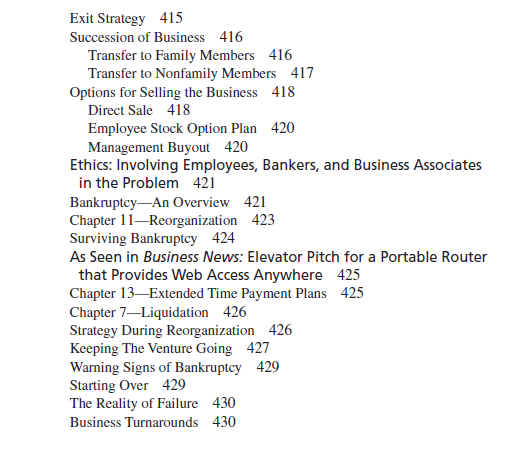 Exit Strategy 415
Succession of Business 416
Transfer to Family Members 416
Transfer to Nonfamily Members 417
Options for Selling the Business 418
Direct Sale 418
Employee Stock Option Plan 420
Management Buyout 420
Ethics: Involving Employees, Bankers, and Business Associates
in the Problem 421
Bankruptcy—An Overview 421
Chapter 11—Reorganization 423
Surviving Bankruptcy 424
As Seen in Business News: Elevator Pitch for a Portable Router
that Provides Web Access Anywhere 425
Chapter 13—Extended Time Payment Plans 425
Chapter 7—Liquidation 426
Strategy During Reorganization 426
Keeping The Venture Going 427
Warning Signs of Bankruptcy 429
Starting Over 429
The Reality of Failure 430
Business Turnarounds 430